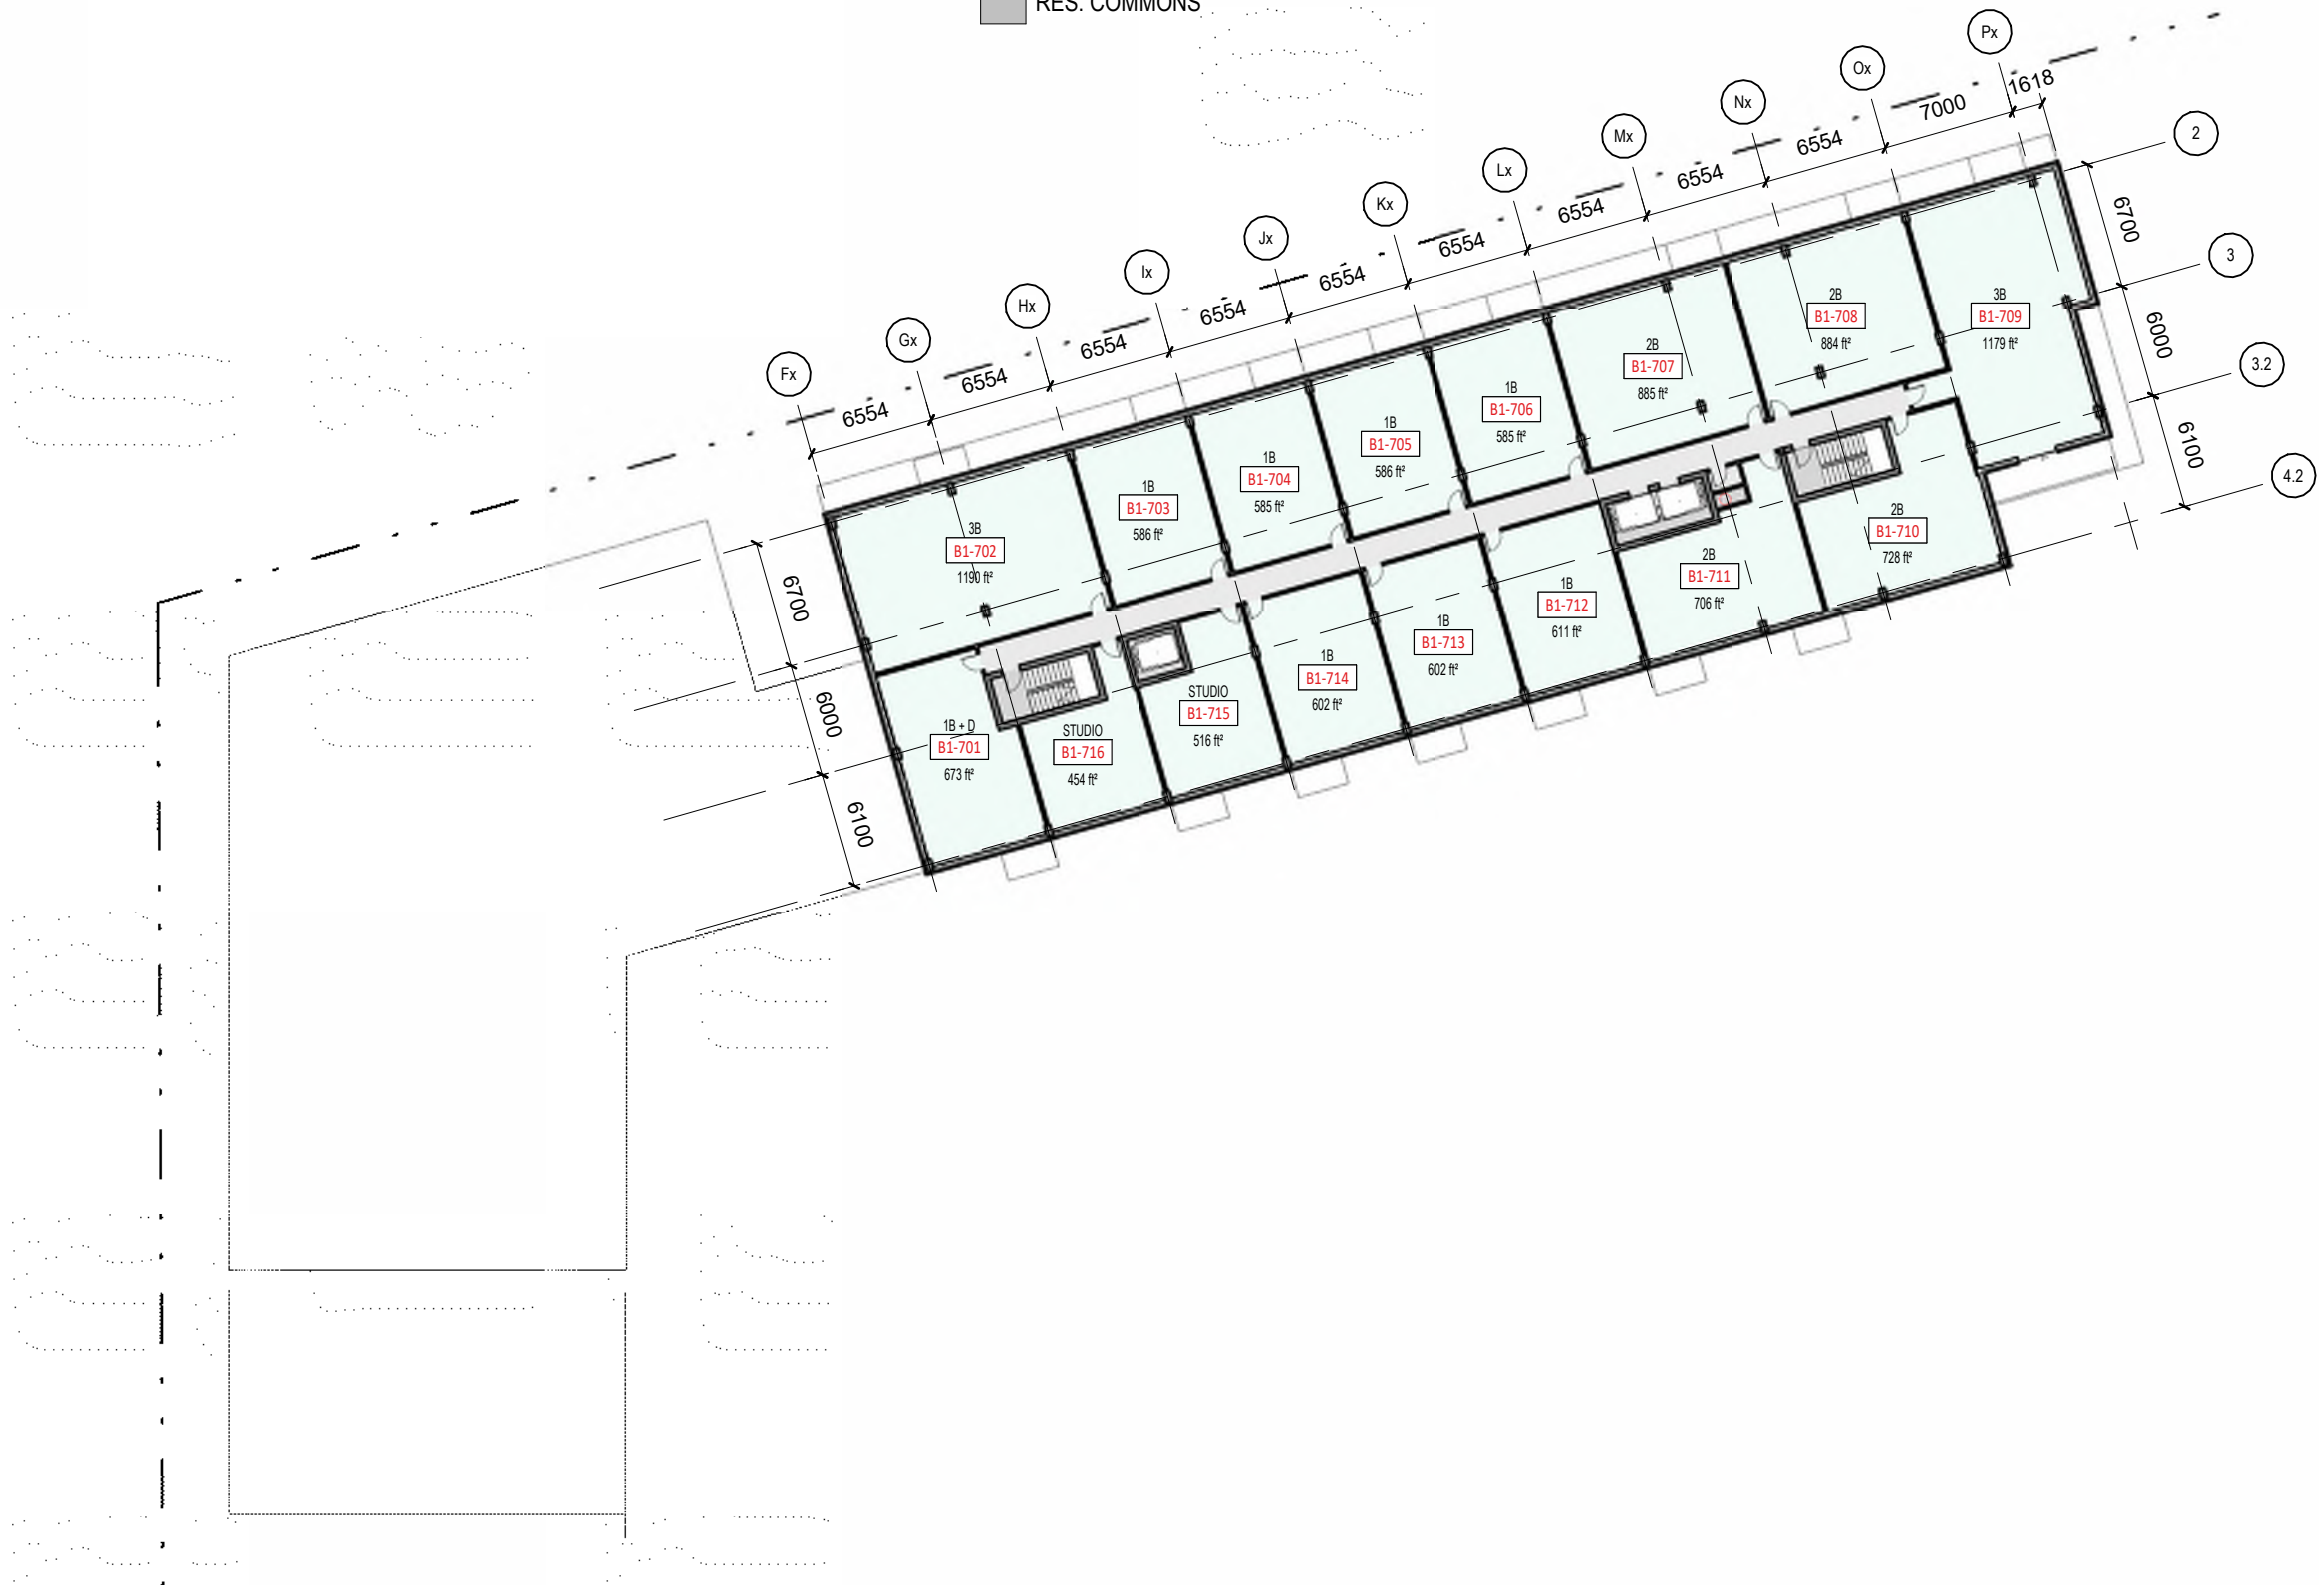 RES. COMMONS
Fx
Gx
Hx
Ix
Jx
Kx
Lx
Mx
Nx
Ox
Px
6554
6554
6554
6554
6554
6554
6554
6554
6554
7000
1618
2
3
3.2
4.2
6700
6000
6100
6700
6000
6100
3B
B1-702
1190 ft²
1B
B1-703
586 ft²
1B
B1-704
585 ft²
1B
B1-705
586 ft²
1B
B1-706
585 ft²
2B
B1-707
885 ft²
2B
B1-708
884 ft²
3B
B1-709
1179 ft²
1B + D
B1-701
673 ft²
STUDIO
B1-716
454 ft²
STUDIO
B1-715
516 ft²
1B
B1-714
602 ft²
1B
B1-713
602 ft²
1B
B1-712
611 ft²
2B
B1-711
706 ft²
2B
B1-710
728 ft²